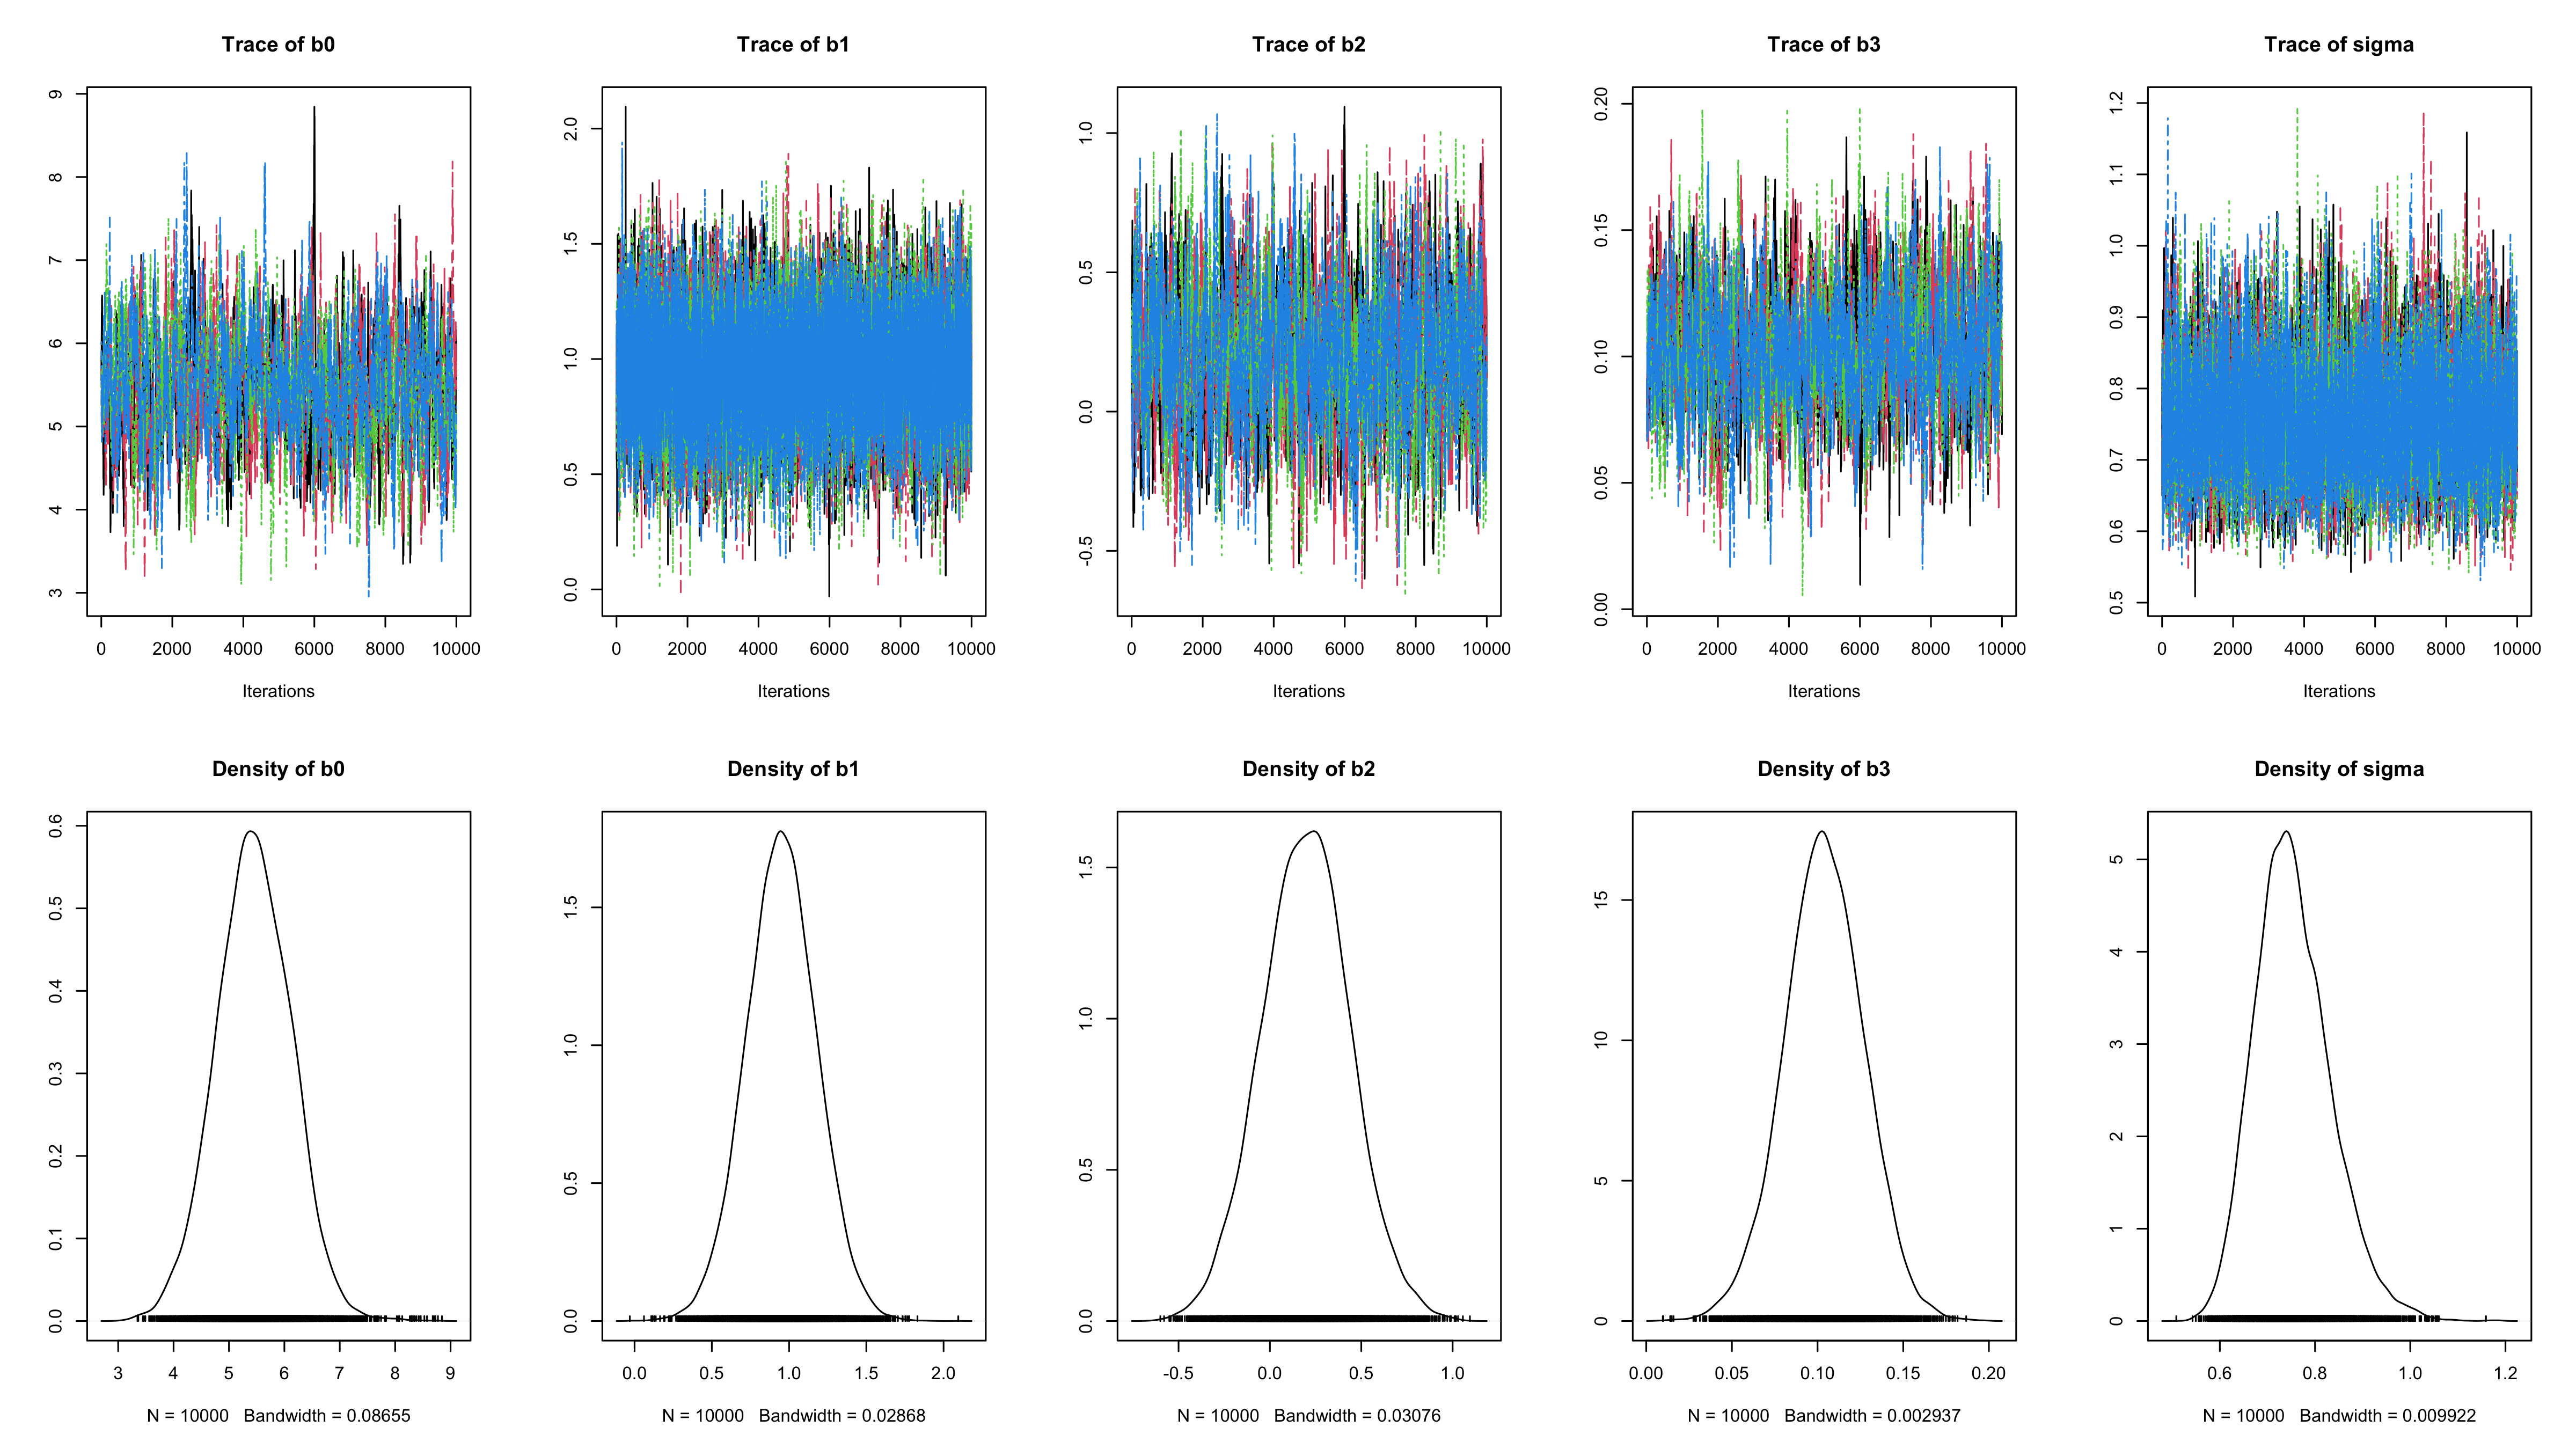 Trace of b0
Trace of b1
Trace of b2
Trace of b3
Trace of sigma
9
8
7
6
5
4
3
0 2000 4000 6000 8000 10000
Iterations
2.0
1.5
1.0
0.5
0.0
0 2000 4000 6000 8000 10000
Iterations
1.0
0.5
0.0
-0.5
0 2000 4000 6000 8000 10000
Iterations
0.20
0.15
0.10
0.05
0.00
0 2000 4000 6000 8000 10000
Iterations
1.2
1.1
1.0
0.9
0.8
0.7
0.6
0.5
0 2000 4000 6000 8000 10000
Iterations
Density of b0
Density of b1
Density of b2
Density of b3
Density of sigma
0.6
0.5
0.4
0.3
0.2
0.1
0.0
3 4 5 6 7 8 9
N = 10000 Bandwidth = 0.08655
1.5
1.0
0.5
0.0
0.0 0.5 1.0 1.5 2.0
N = 10000 Bandwidth = 0.02868
1.5
1.0
0.5
0.0
-0.5 0.0 0.5 1.0
N = 10000 Bandwidth = 0.03076
15
10
5
0
0.00 0.05 0.10 0.15 0.20
N = 10000 Bandwidth = 0.002937
5
4
3
2
1
0
0.6 0.8 1.0 1.2
N = 10000 Bandwidth = 0.009922